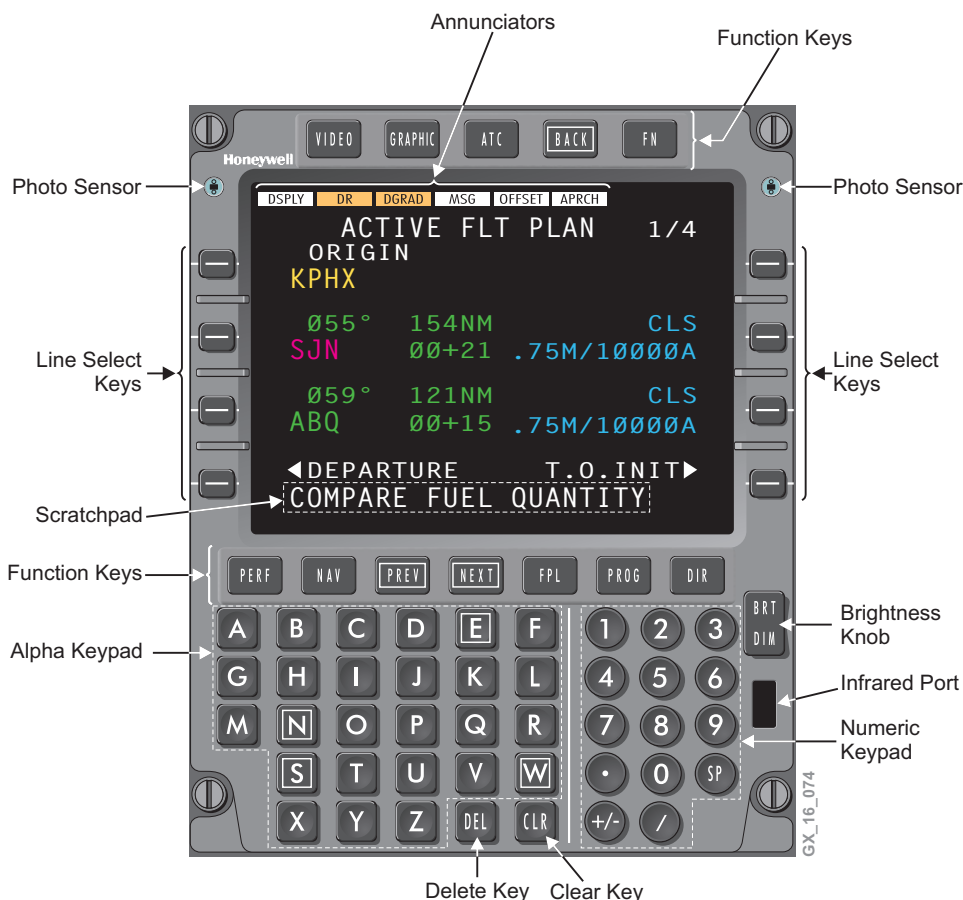 Annunciators
Function Keys
VIDEO GRAPHIC ATC BACK FN
Honeywell
Photo Sensor
Photo Sensor
DSPLY DR DGRAD MSG OFFSET APRCH
ACTIVE FLT PLAN 1/4
ORIGIN
KPHX
Ø55° 154NM CLS
SJN ØØ+21 .75M/1ØØØØA
Ø59° 121NM CLS
ABQ ØØ+15 .75M/1ØØØØA
◀DEPARTURE T.O.INIT▶
COMPARE FUEL QUANTITY
Line Select
Keys
Line Select
Keys
Scratchpad
Function Keys
PERF NAV PREV NEXT FPL PROG DIR
Alpha Keypad
A B C D E F
G H I J K L
M N O P Q R
S T U V W
X Y Z DEL CLR
1 2 3
4 5 6
7 8 9
• 0 SP
+/- /
BRT
DIM
Brightness
Knob
Infrared Port
Numeric
Keypad
GX_16_074
Delete Key
Clear Key